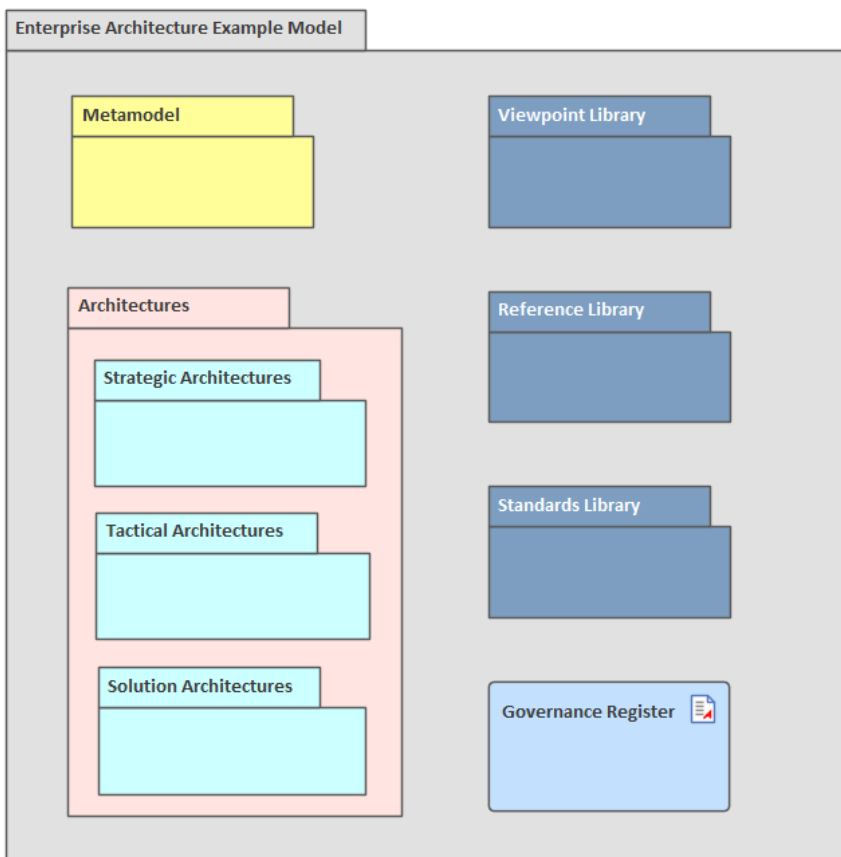 Enterprise Architecture Example Model
Metamodel
Viewpoint Library
Architectures
Reference Library
Strategic Architectures
Tactical Architectures
Standards Library
Solution Architectures
Governance Register